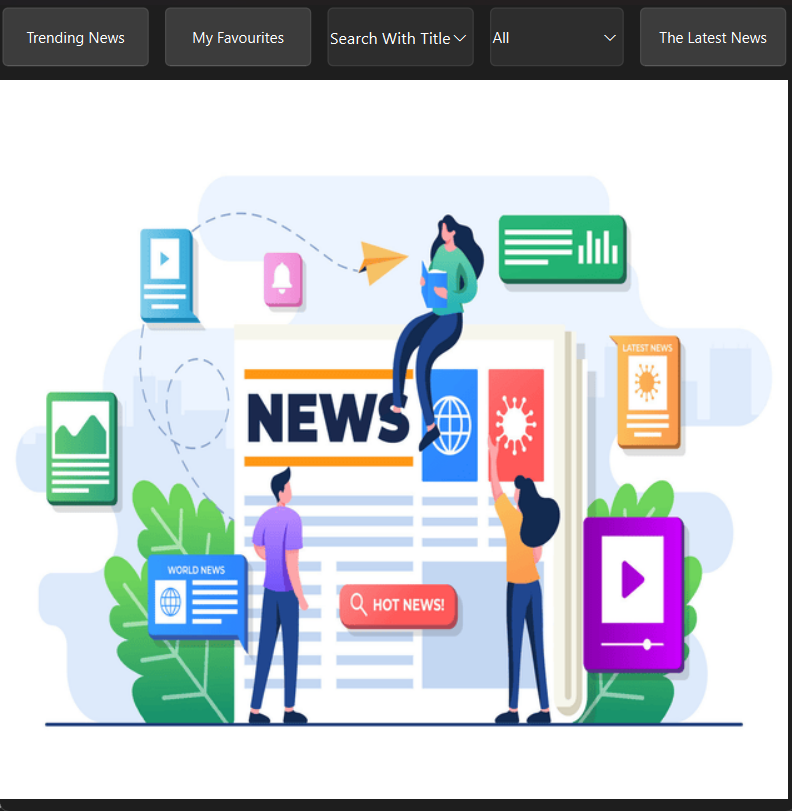 Trending News
My Favourites
Search With Title
All
The Latest News
LATEST NEWS
NEWS
WORLD NEWS
HOT NEWS!